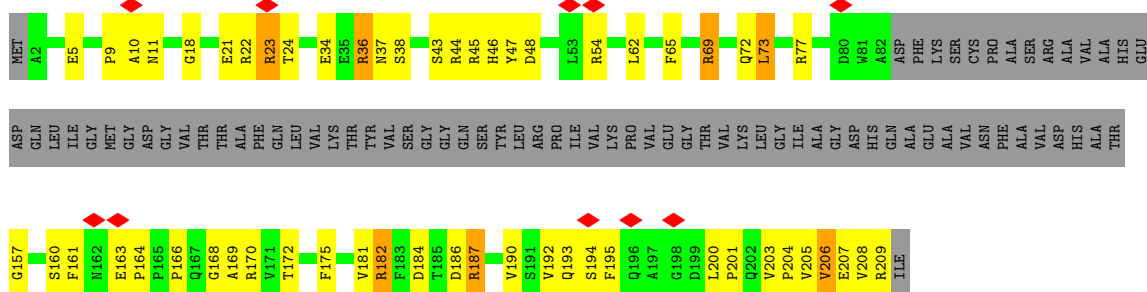 MET A2 E5 P9 A10 N11 G18 E21 R22 R23 T24 E34 E35 R36 N37 S38 S43 R44 R45 H46 Y47 D48 L53 R54 L62 F65 R69 Q72 L73 R77 D80 W81 A82 ASP PHE LYS SER CYS PRO ALA SER ARG ALA VAL ALA HIS GLU
ASP GLN LEU ILE GLY MET GLY ASP GLY VAL THR THR ALA PHE GLN LEU VAL LYS THR TYR VAL SER GLY GLY GLN SER TYR LEU ARG PRO ILE VAL LYS PRO VAL GLU GLY THR VAL LYS LEU GLY ILE ALA GLY ASP HIS GLN ALA GLU ALA VAL ASN PHE ALA VAL ASP HIS ALA THR
G157 S160 F161 N162 E163 P164 P165 P166 Q167 G168 A169 R170 V171 T172 F175 V181 R182 F183 D184 T185 D186 R187 V190 S191 V192 Q193 S194 F195 Q196 A197 G198 D199 L200 P201 Q202 V203 P204 V205 V206 E207 V208 R209 ILE